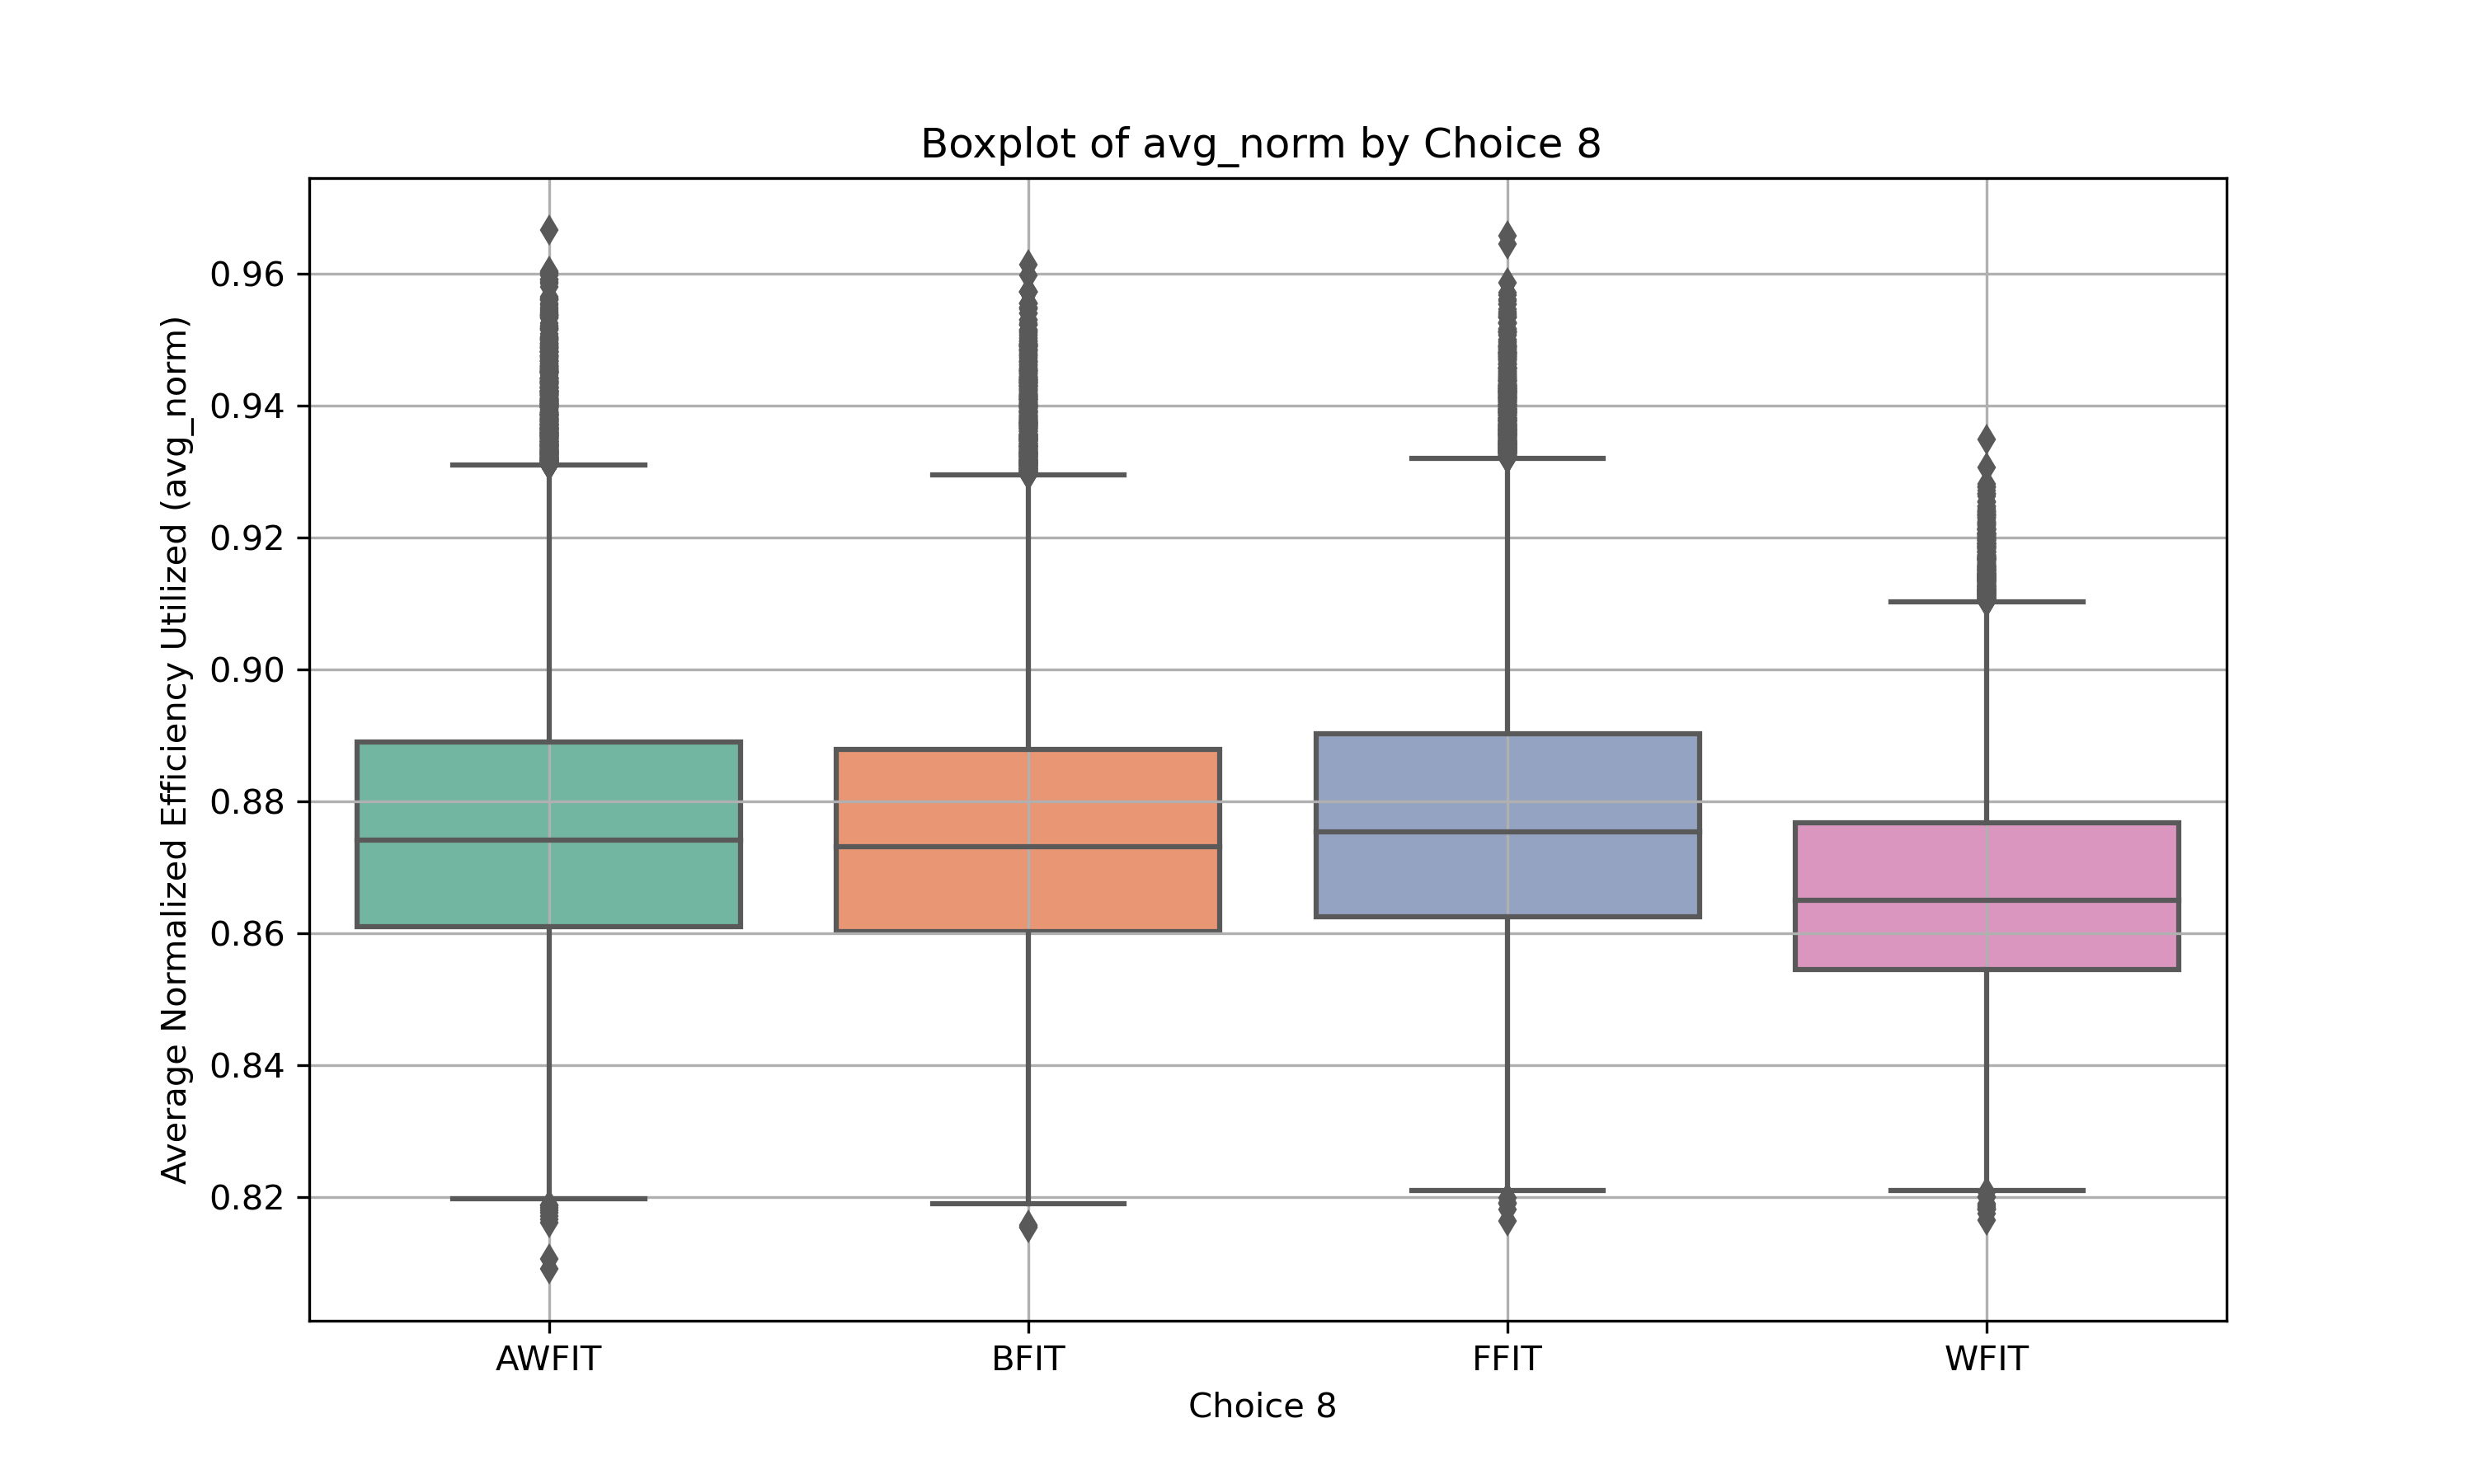 Boxplot of avg_norm by Choice 8
Average Normalized Efficiency Utilized (avg_norm)
0.96
0.94
0.92
0.90
0.88
0.86
0.84
0.82
AWFIT BFIT FFIT WFIT
Choice 8